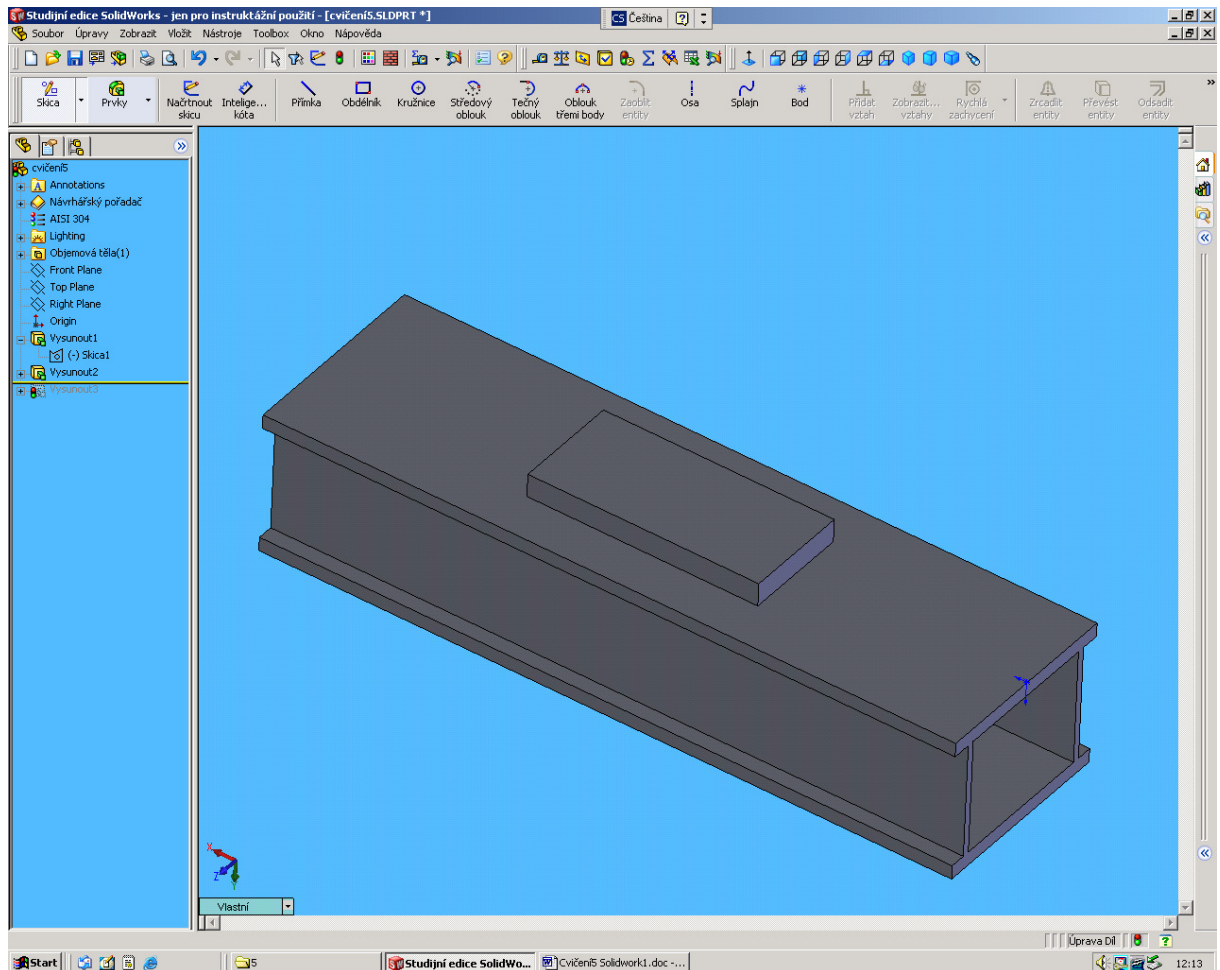 Studijní edice SolidWorks - jen pro instruktážní použití - [cvičení5.SLDPRT *]
CS Čeština
Soubor Úpravy Zobrazit Vložit Nástroje Toolbox Okno Nápověda
Skica Prvky Načrtnout skicu Intelige... kóta Přímka Obdélník Kružnice Středový oblouk Tečný oblouk Oblouk třemi body Zaoblit entity Osa Splajn Bod Přidat vztah Zobrazit... vztahy Rychlá zachycení Zrcadlit entity Převést entity Odsadit entity
cvičení5
Annotations
Návrhářský pořadač
AISI 304
Lighting
Objemová těla(1)
Front Plane
Top Plane
Right Plane
Origin
Vysunout1
(-) Skica1
Vysunout2
Vysunout3
X
Z
Y
Vlastní
Úprava Díl
Start
5
Studijní edice SolidWo...
Cvičení5 Solidwork1.doc -...
12:13